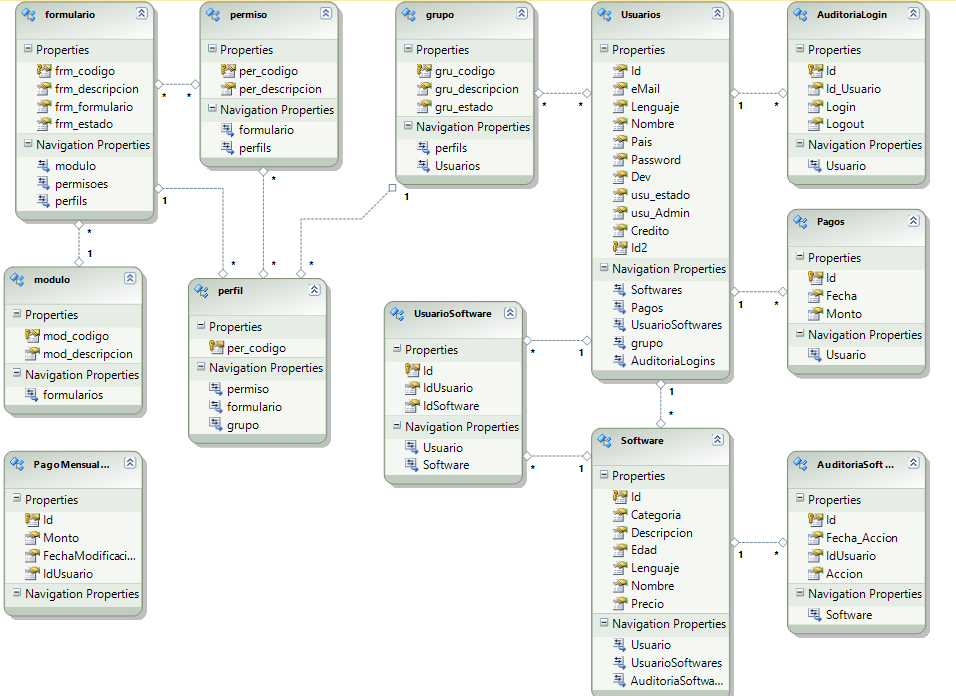 formulario
Properties
frm_codigo
frm_descripcion
frm_formulario
frm_estado
Navigation Properties
modulo
permisoes
perfils
permiso
Properties
per_codigo
per_descripcion
Navigation Properties
formulario
perfils
grupo
Properties
gru_codigo
gru_descripcion
gru_estado
Navigation Properties
perfils
Usuarios
Usuarios
Properties
Id
eMail
Lenguaje
Nombre
Pais
Password
Dev
usu_estado
usu_Admin
Credito
Id2
Navigation Properties
Softwares
Pagos
UsuarioSoftwares
grupo
AuditoriaLogins
AuditoriaLogin
Properties
Id
Id_Usuario
Login
Logout
Navigation Properties
Usuario
Pagos
Properties
Id
Fecha
Monto
Navigation Properties
Usuario
modulo
Properties
mod_codigo
mod_descripcion
Navigation Properties
formularios
perfil
Properties
per_codigo
Navigation Properties
permiso
formulario
grupo
UsuarioSoftware
Properties
Id
IdUsuario
IdSoftware
Navigation Properties
Usuario
Software
PagoMensual...
Properties
Id
Monto
FechaModificaci...
IdUsuario
Navigation Properties
Software
Properties
Id
Categoria
Descripcion
Edad
Lenguaje
Nombre
Precio
Navigation Properties
Usuario
UsuarioSoftwares
AuditoriaSoftwa...
AuditoriaSoft ...
Properties
Id
Fecha_Accion
IdUsuario
Accion
Navigation Properties
Software
* *
* *
1 *
1
*
*
*
*
1
*
1
1 *
* 1
1
*
* 1
1 *